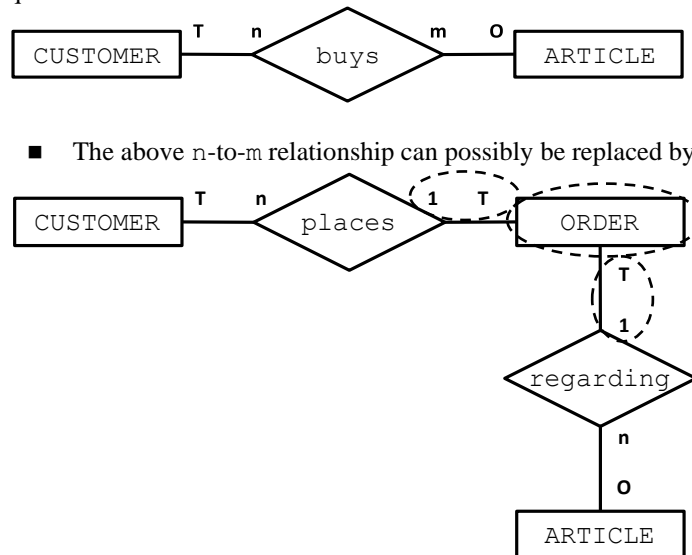 T n m O
CUSTOMER buys ARTICLE
■ The above n-to-m relationship can possibly be replaced by
T n 1 T
CUSTOMER places ORDER
T
1
regarding
n
O
ARTICLE